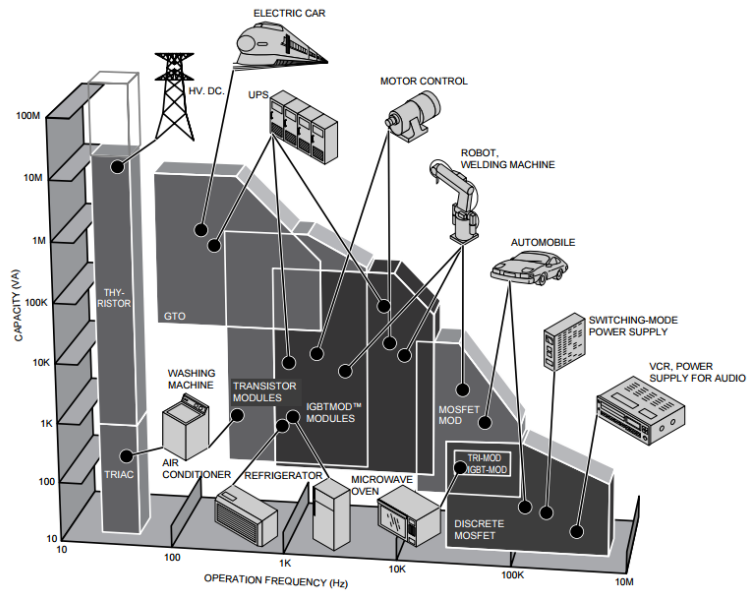 ELECTRIC CAR
HV. DC.
UPS
MOTOR CONTROL
ROBOT,
WELDING MACHINE
AUTOMOBILE
SWITCHING-MODE
POWER SUPPLY
VCR, POWER
SUPPLY FOR AUDIO
CAPACITY (VA)
100M
10M
1M
100K
10K
1K
100
10
THY-
RISTOR
GTO
WASHING
MACHINE
TRANSISTOR
MODULES
IGBTMOD™
MODULES
MOSFET
MOD
TRIAC
AIR
CONDITIONER
REFRIGERATOR
MICROWAVE
OVEN
TRI-MOD
IGBT-MOD
DISCRETE
MOSFET
10
100
1K
10K
100K
10M
OPERATION FREQUENCY (Hz)